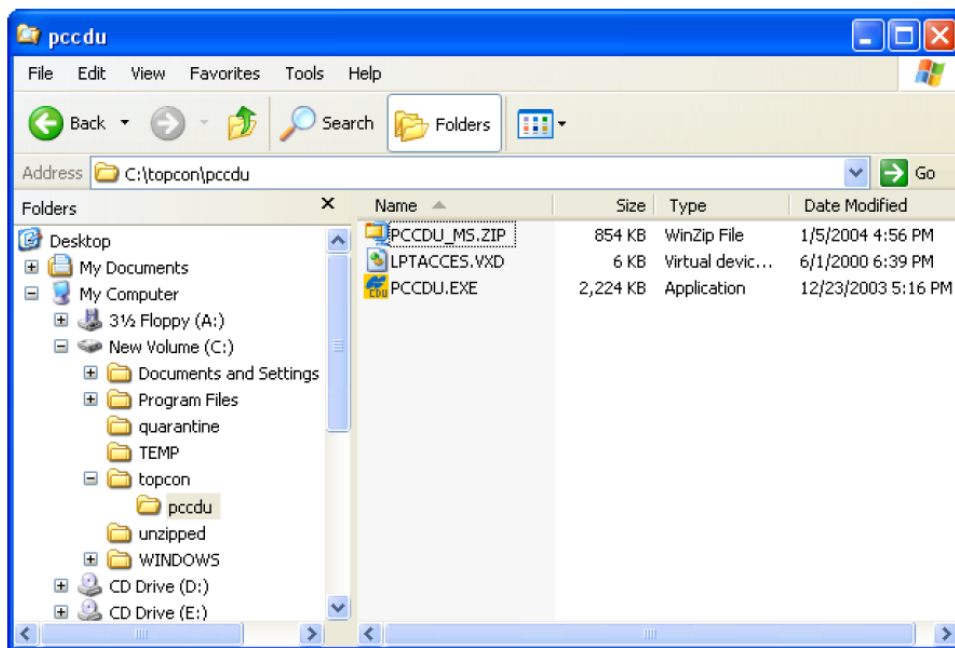 pccdu
File Edit View Favorites Tools Help
Back Search Folders
Address C:\topcon\pccdu Go
Folders Name Size Type Date Modified
Desktop
My Documents
My Computer
3½ Floppy (A:)
New Volume (C:)
Documents and Settings
Program Files
quarantine
TEMP
topcon
pccdu
unzipped
WINDOWS
CD Drive (D:)
CD Drive (E:)
PCCDU_MS.ZIP 854 KB WinZip File 1/5/2004 4:56 PM
LPTACCES.VXD 6 KB Virtual devic... 6/1/2000 6:39 PM
CDU PCCDU.EXE 2,224 KB Application 12/23/2003 5:16 PM